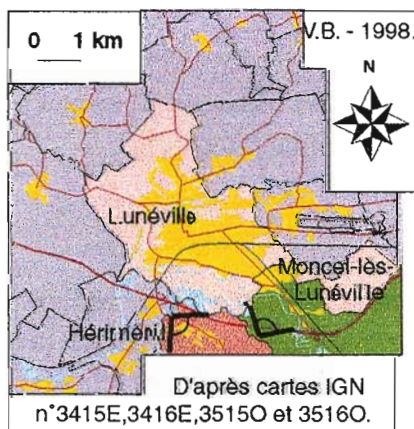 0 1 km
V.B. - 1998.
N
Lunéville
Moncel-lès-
Lunéville
Hériménil
D'après cartes IGN
n°3415E,3416E,3515O et 3516O.